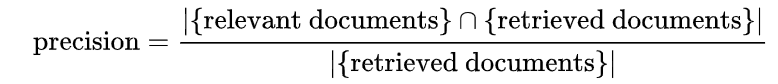 precision = |{relevant documents} ∩ {retrieved documents}| / |{retrieved documents}|